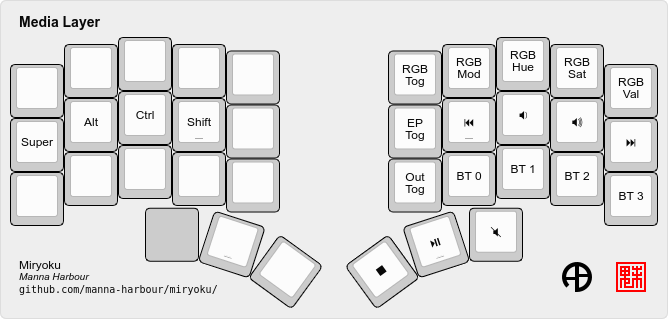 Media Layer
RGB Tog
RGB Mod
RGB Hue
RGB Sat
RGB Val
Super
Alt
Ctrl
Shift
EP Tog
Out Tog
BT 0
BT 1
BT 2
BT 3
Miryoku
Manna Harbour
github.com/manna-harbour/miryoku/